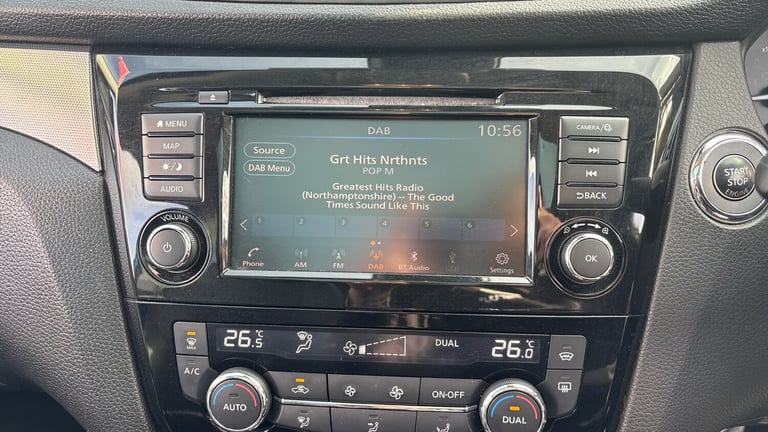 MENU
MAP
AUDIO
VOLUME
DAB
10:56
Source
DAB Menu
Grt Hits Nrthnts
POP M
Greatest Hits Radio
(Northamptonshire) -- The Good
Times Sound Like This
1 2 3 4 5 6
Phone AM FM DAB BT Audio USB Settings
CAMERA/
BACK
OK
START
STOP
ENGINE
26.5°C
DUAL
26.0°C
MAX
A/C
AUTO
ON·OFF
DUAL